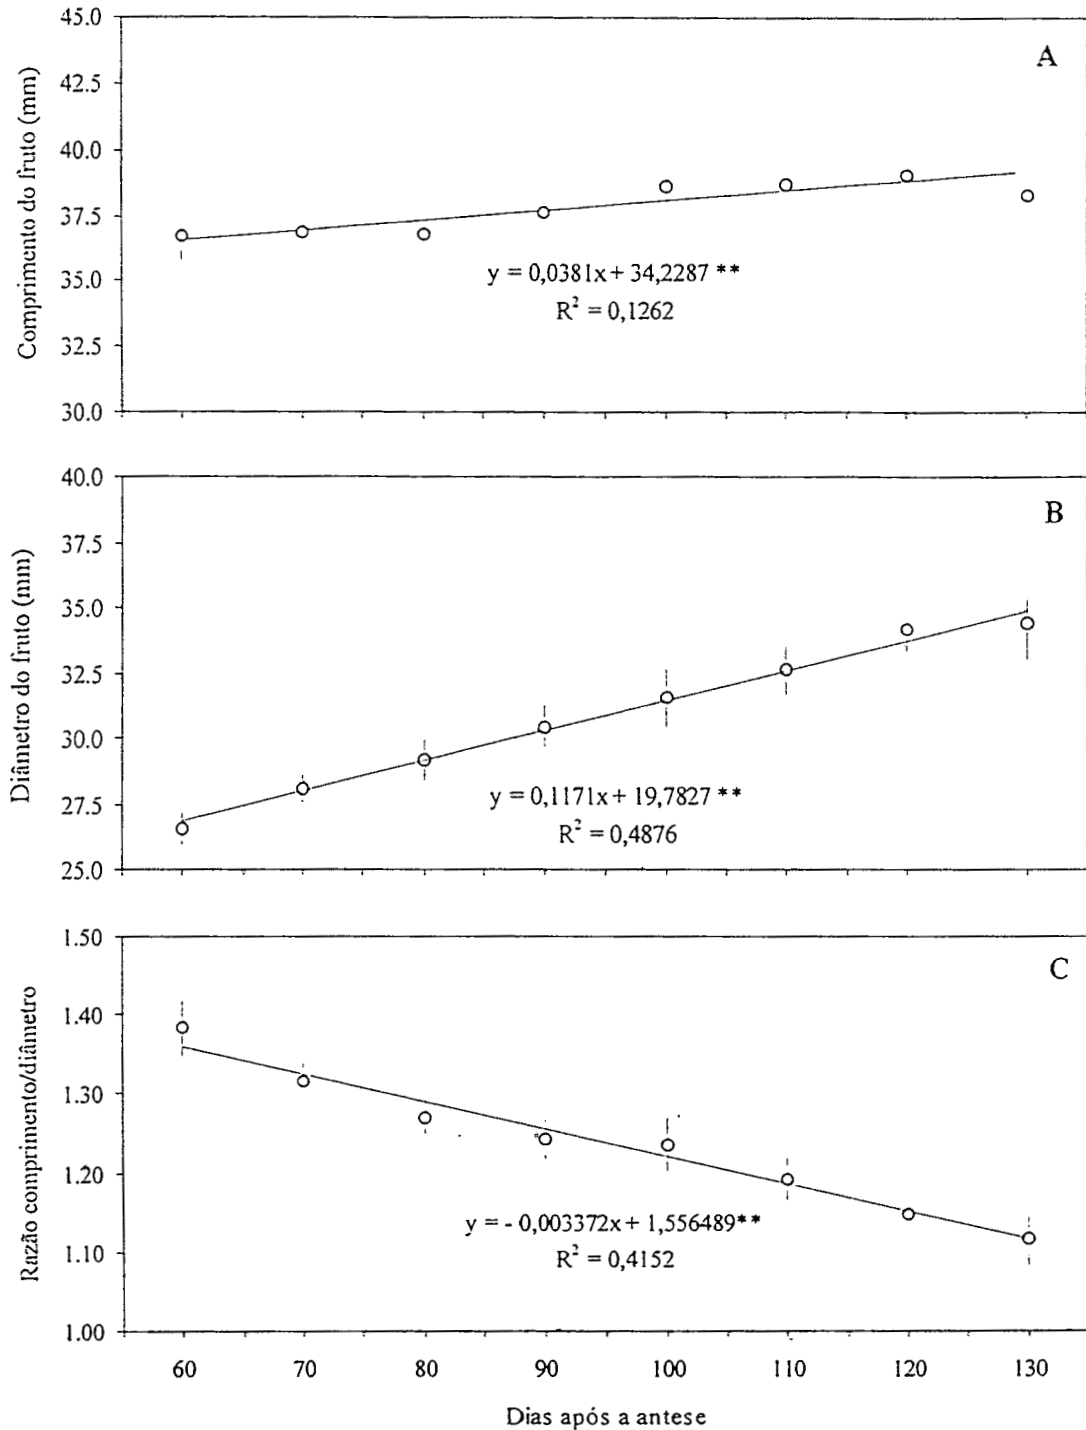 A
Comprimento do fruto (mm)
45.0
42.5
40.0
37.5
35.0
32.5
30.0
y = 0,0381x + 34,2287 **
R² = 0,1262
B
Diâmetro do fruto (mm)
40.0
37.5
35.0
32.5
30.0
27.5
25.0
y = 0,1171x + 19,7827 **
R² = 0,4876
C
Razão comprimento/diâmetro
1.50
1.40
1.30
1.20
1.10
1.00
y = - 0,003372x + 1,556489**
R² = 0,4152
60 70 80 90 100 110 120 130
Dias após a antese